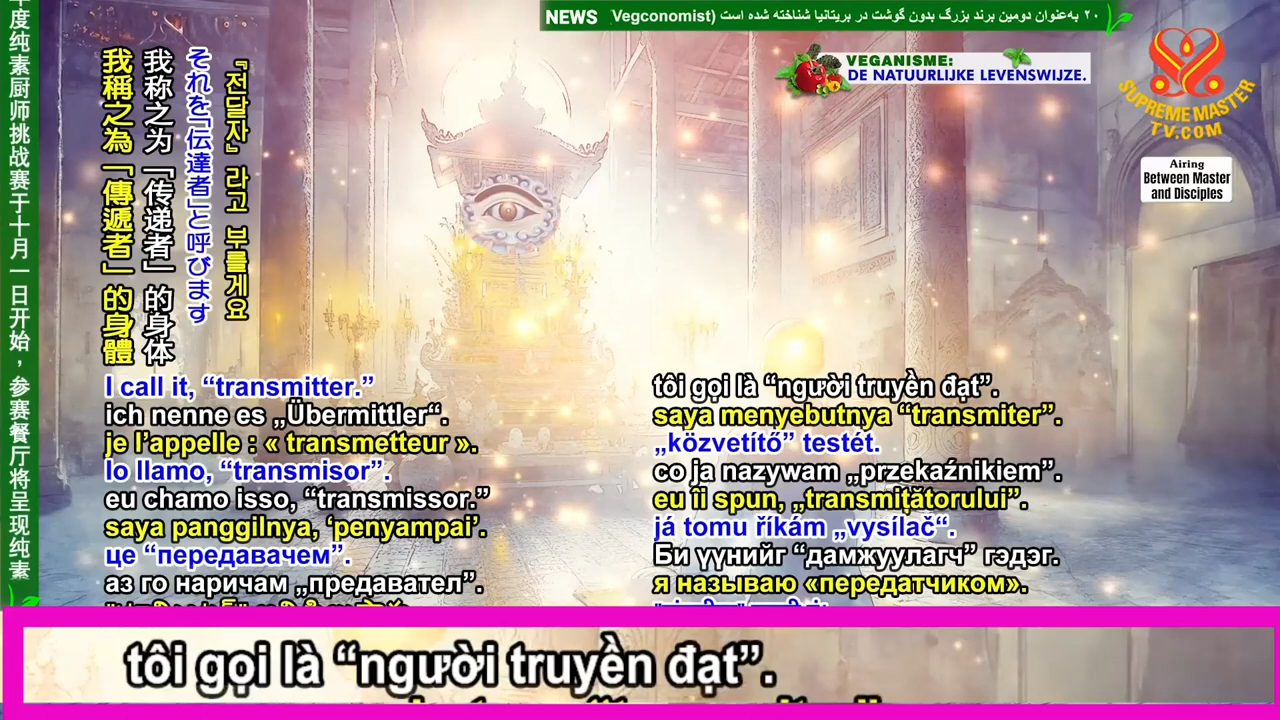 NEWS
Vegconomist) ۲۰ به‌عنوان دومین برند بزرگ بدون گوشت در بریتانیا شناخته شده است
VEGANISME:
DE NATUURLIJKE LEVENSWIJZE.
SUPREME MASTER
TV.COM
Airing
Between Master
and Disciples
年度纯素厨师挑战赛于十月一日开始，参赛餐厅将呈现纯素
『전달자』라고 부를게요
それを「伝達者」と呼びます
我称之为「传递者」的身体
我稱之為「傳遞者」的身體
I call it, “transmitter.”
ich nenne es „Übermittler“.
je l’appelle : « transmetteur ».
lo llamo, “transmisor”.
eu chamo isso, “transmissor.”
saya panggilnya, ‘penyampai’.
це “передавачем”.
аз го наричам „предавател”.
tôi gọi là “người truyền đạt”.
saya menyebutnya “transmiter”.
„közvetítő” testét.
co ja nazywam „przekaźnikiem”.
eu îi spun, „transmițătorului”.
já tomu říkám „vysílač“.
Би үүнийг “дамжуулагч” гэдэг.
я называю «передатчиком».
tôi gọi là “người truyền đạt”.